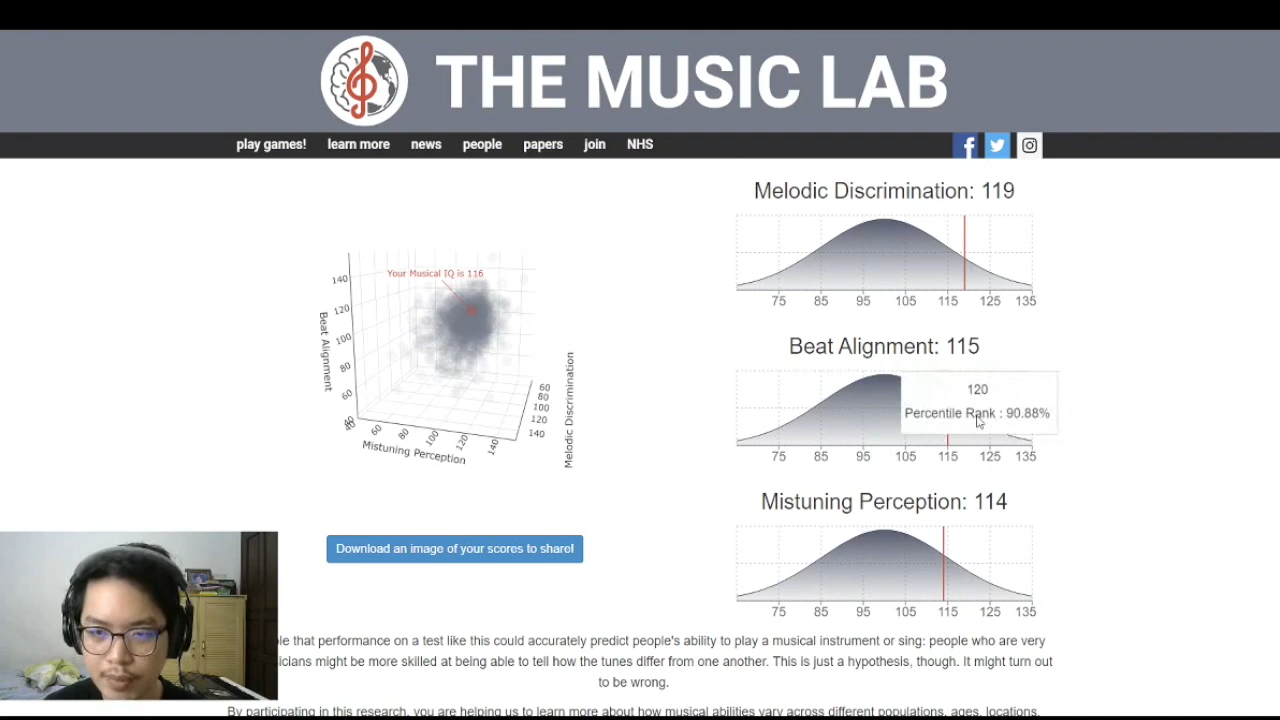 THE MUSIC LAB
play games! learn more news people papers join NHS
Your Musical IQ is 116
140
120
100
80
60
40
Beat Alignment
40 60 80 100 120 140
Mistuning Perception
60
80
100
120
140
Melodic Discrimination
Download an image of your scores to share!
Melodic Discrimination: 119
75 85 95 105 115 125 135
Beat Alignment: 115
120
Percentile Rank : 90.88%
75 85 95 105 115 125 135
Mistuning Perception: 114
75 85 95 105 115 125 135
that performance on a test like this could accurately predict people's ability to play a musical instrument or sing: people who are very
might be more skilled at being able to tell how the tunes differ from one another. This is just a hypothesis, though. It might turn out
to be wrong.
By participating in this research, you are helping us to learn more about how musical abilities vary across different populations, ages, locations,